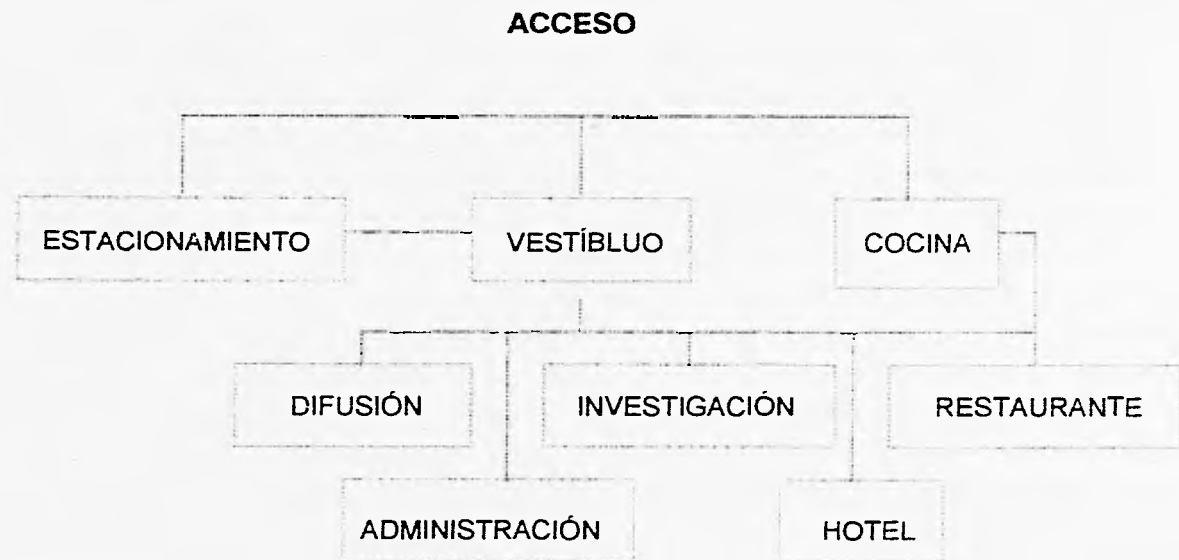 ACCESO
ESTACIONAMIENTO
VESTÍBLUO
COCINA
DIFUSIÓN
INVESTIGACIÓN
RESTAURANTE
ADMINISTRACIÓN
HOTEL